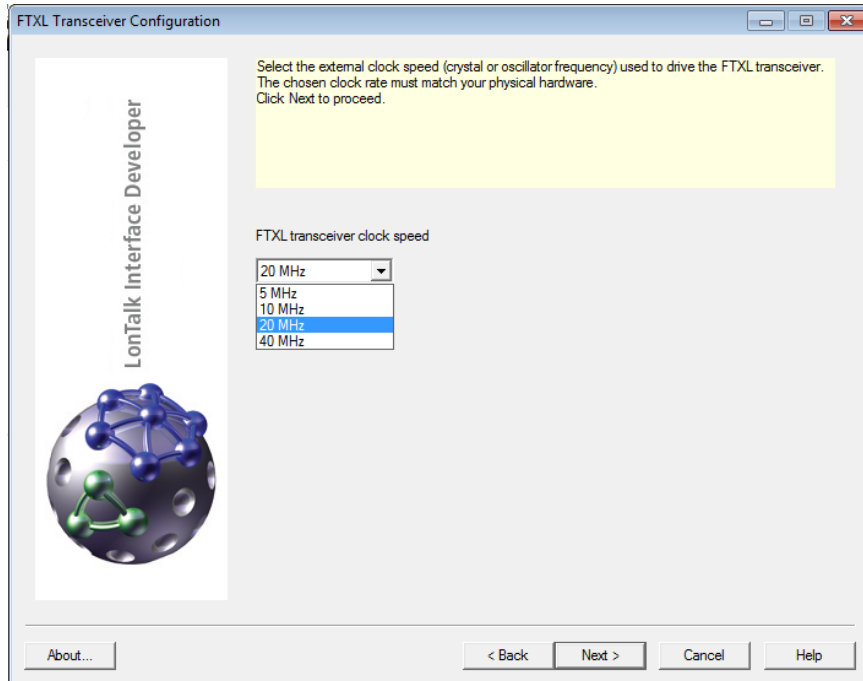 FTXL Transceiver Configuration
Select the external clock speed (crystal or oscillator frequency) used to drive the FTXL transceiver.
The chosen clock rate must match your physical hardware.
Click Next to proceed.
LonTalk Interface Developer
FTXL transceiver clock speed
20 MHz
5 MHz
10 MHz
20 MHz
40 MHz
About...
< Back
Next >
Cancel
Help